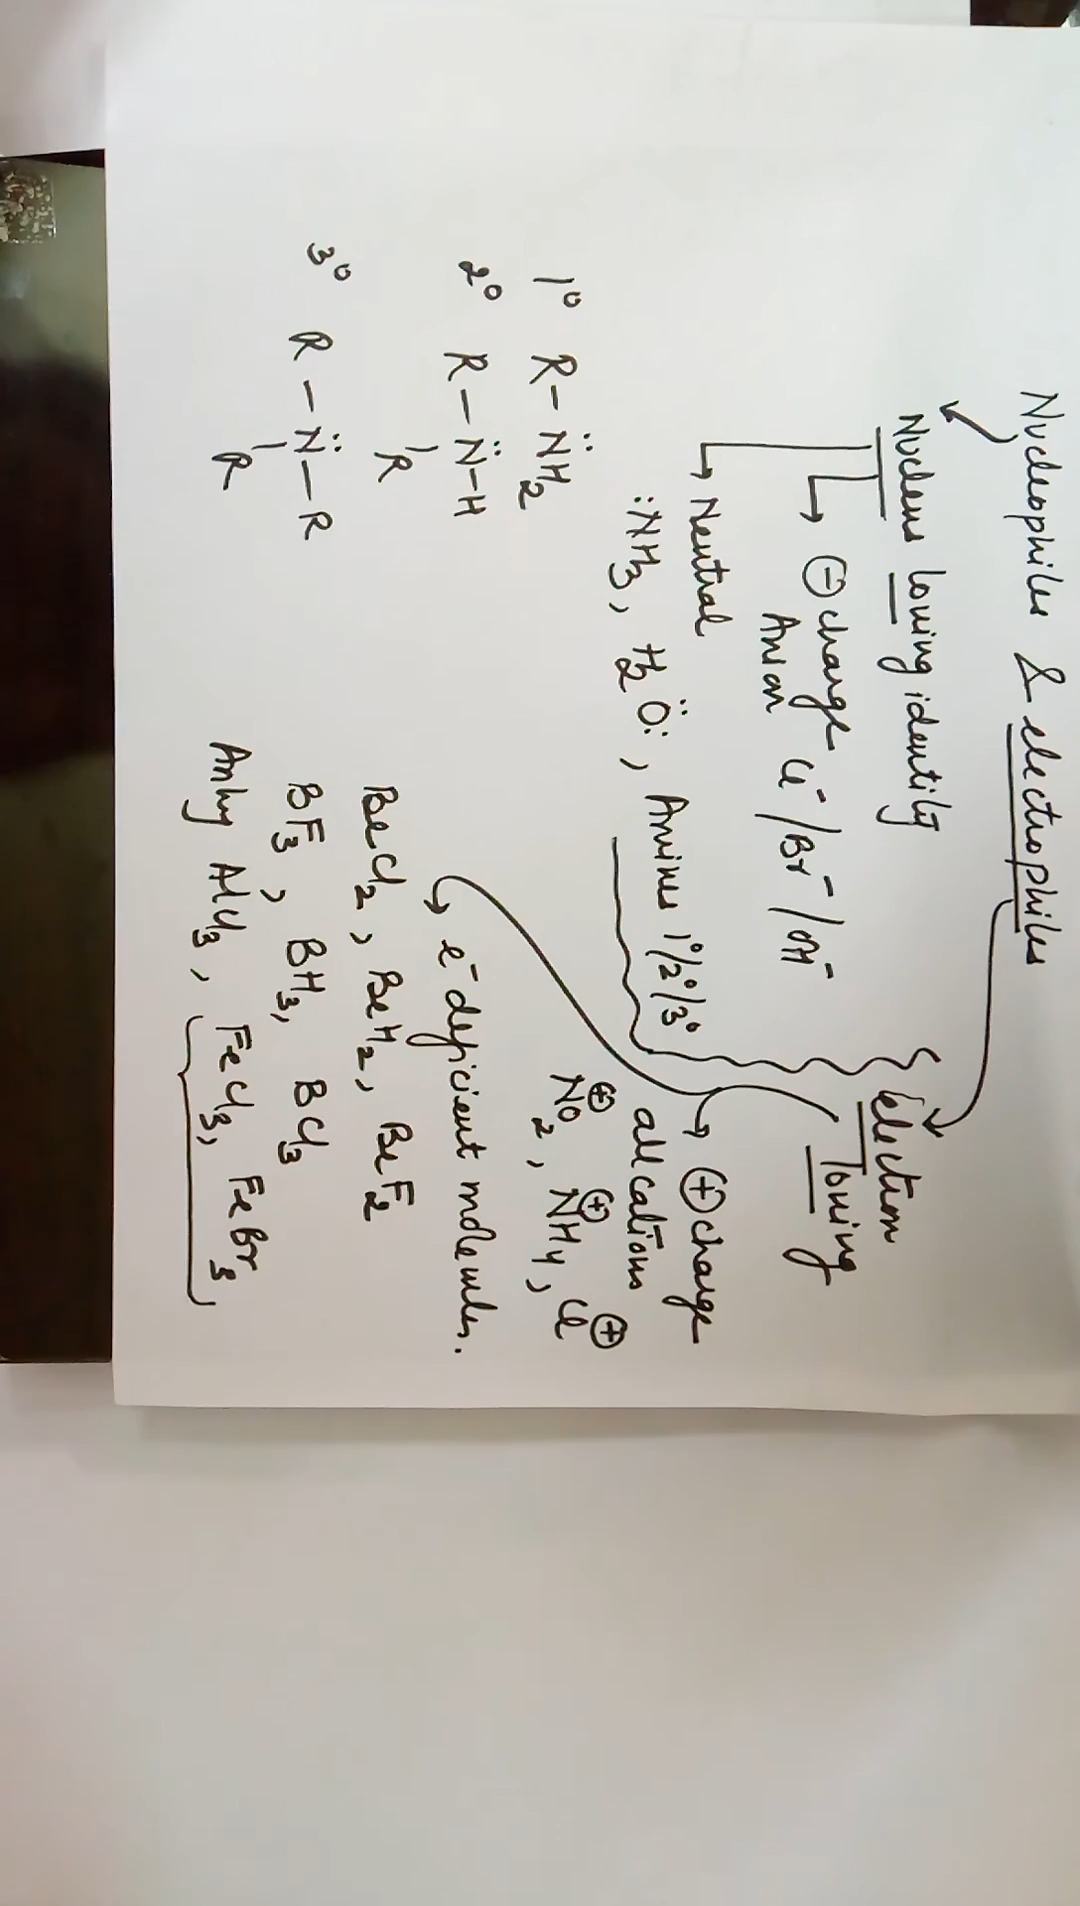 Nucleophiles & electrophiles
Nucleus loving identity
⊖ charge
Anion Cl⁻/Br⁻/OH⁻
Neutral
:NH₃, H₂Ö:, Amines 1°/2°/3°
1° R-N̈H₂
2° R-N̈-H
R
3° R-N̈-R
R
electron
loving
⊕ charge
all cations
NO₂⊕, NH₄⊕, Cl⊕
e⁻ deficient molecules.
BeCl₂, BeH₂, BeF₂
BF₃, BH₃, BCl₃
Anhy AlCl₃, FeCl₃, FeBr₃,